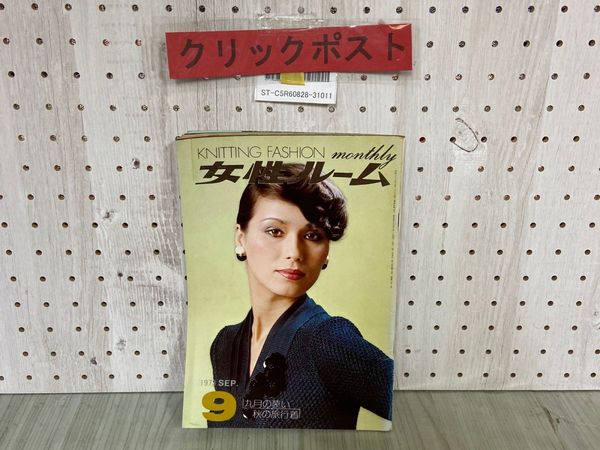 クリックポスト
ST-C5R60828-31011
KNITTING FASHION monthly
女性ルーム
SEP.
9
九月の装い
秋の旅行着